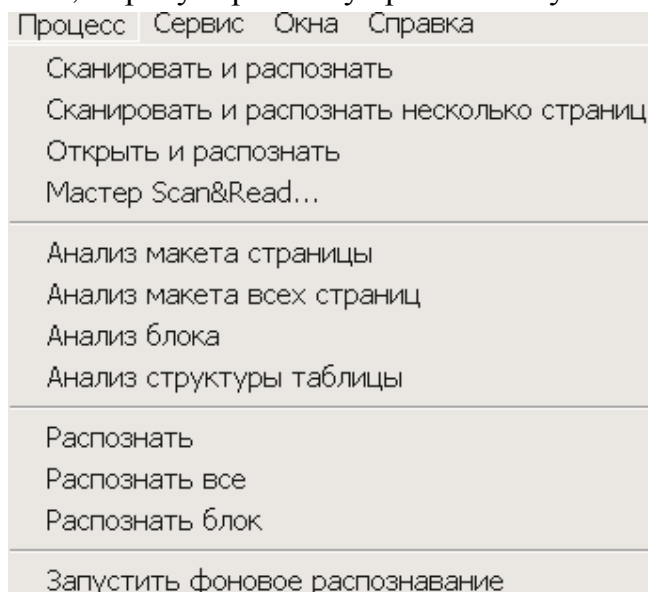 Процесс Сервис Окна Справка
Сканировать и распознать
Сканировать и распознать несколько страниц
Открыть и распознать
Мастер Scan&Read...
Анализ макета страницы
Анализ макета всех страниц
Анализ блока
Анализ структуры таблицы
Распознать
Распознать все
Распознать блок
Запустить фоновое распознавание